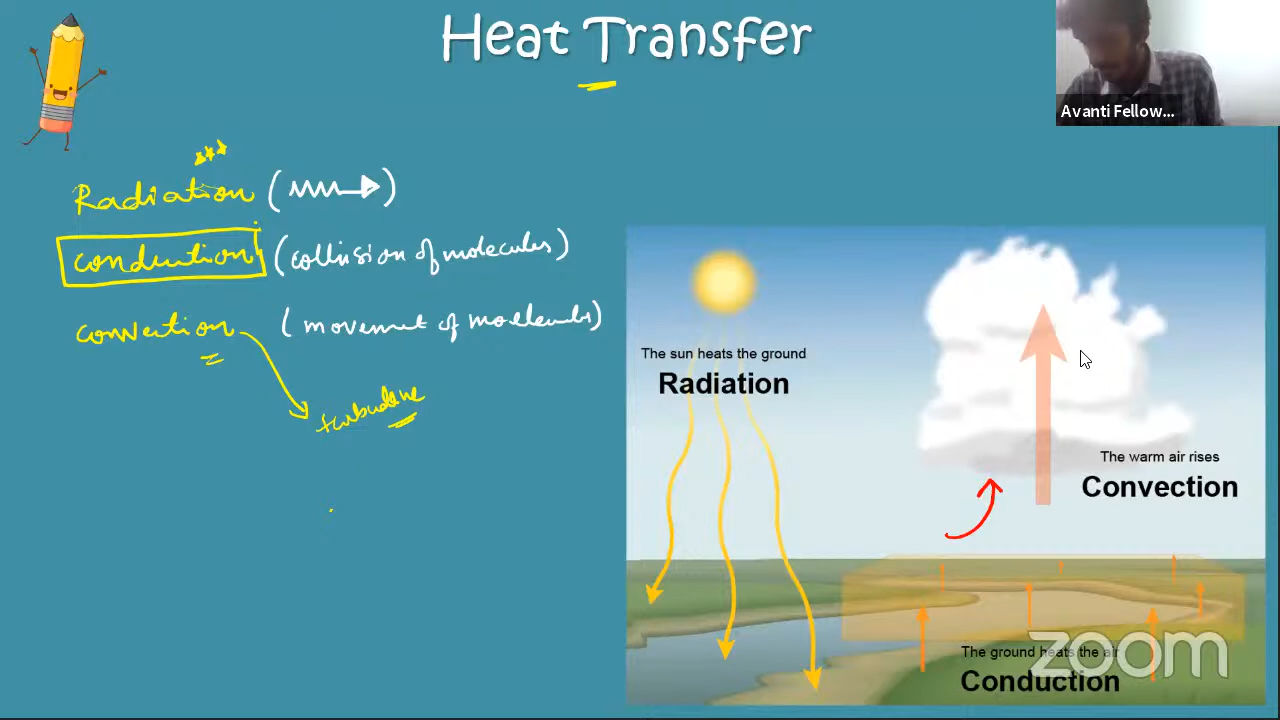 Heat Transfer
Avanti Fellow...
Radiation
conduction (collision of molecules)
convection (movement of molecules)
The sun heats the ground
Radiation
The warm air rises
Convection
The ground heats the air
Conduction
zoom